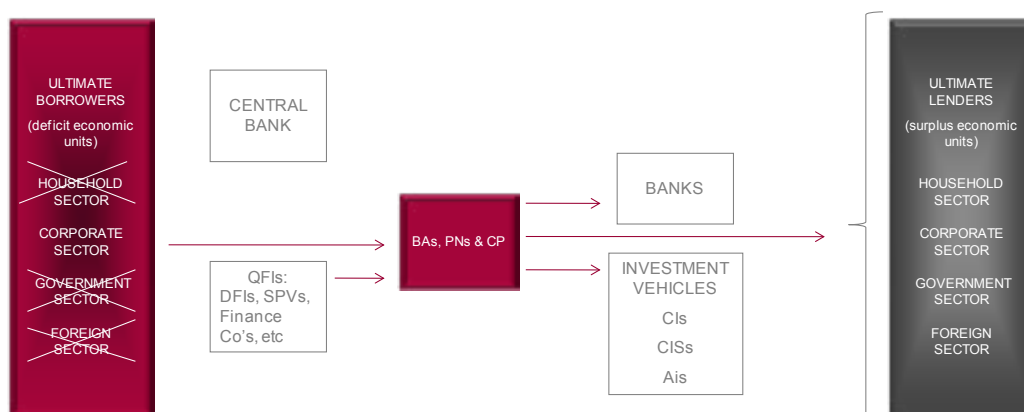 ULTIMATE
BORROWERS
(deficit economic
units)
HOUSEHOLD
SECTOR
CORPORATE
SECTOR
GOVERNMENT
SECTOR
FOREIGN
SECTOR
CENTRAL
BANK
QFIs:
DFIs, SPVs,
Finance
Co's, etc
BAs, PNs & CP
BANKS
INVESTMENT
VEHICLES
CIs
CISs
Ais
ULTIMATE
LENDERS
(surplus economic
units)
HOUSEHOLD
SECTOR
CORPORATE
SECTOR
GOVERNMENT
SECTOR
FOREIGN
SECTOR